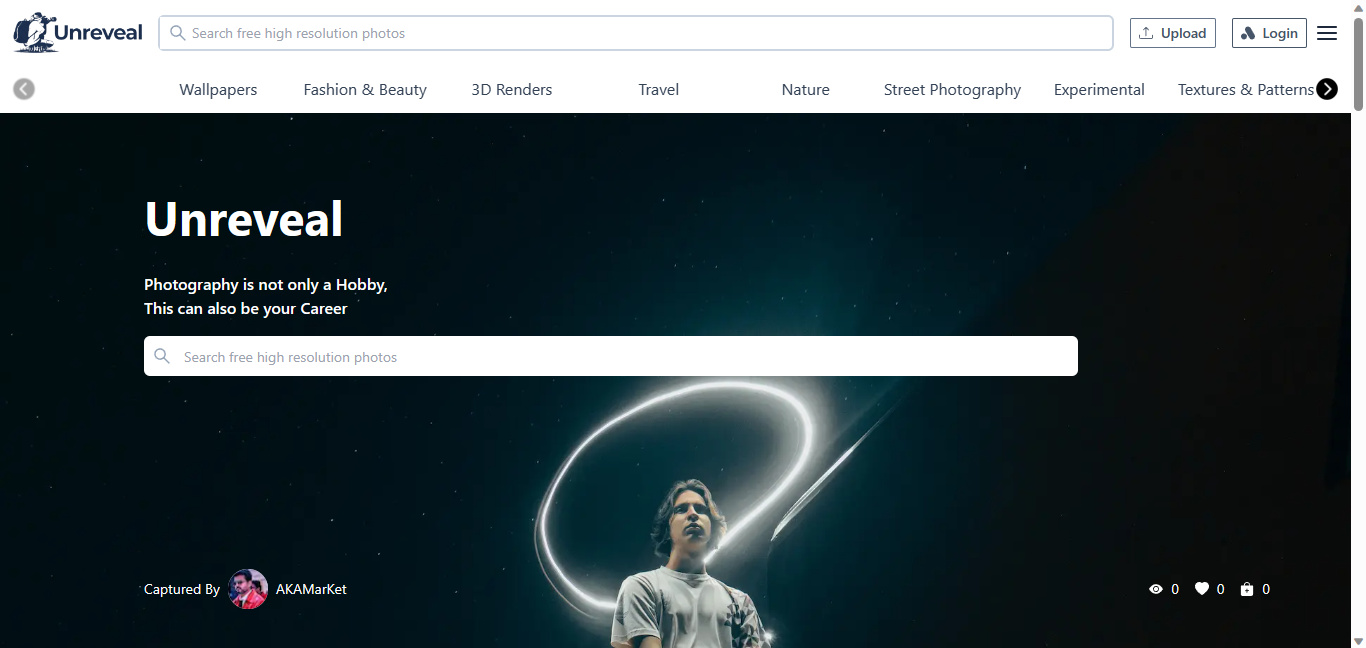 Unreveal
Search free high resolution photos
Upload
Login
Wallpapers
Fashion & Beauty
3D Renders
Travel
Nature
Street Photography
Experimental
Textures & Patterns
Unreveal
Photography is not only a Hobby,
This can also be your Career
Search free high resolution photos
Captured By
AKAMarKet
0
0
0